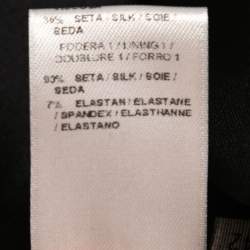 SETA / SILK / SOIE /
SEDA
FODERA 1 / LINING 1 /
DOUBLURE 1 / FORRO 1
93% SETA / SILK / SOIE /
SEDA
7% ELASTAN / ELASTANE
/ SPANDEX / ELASTHANNE
/ ELASTANO